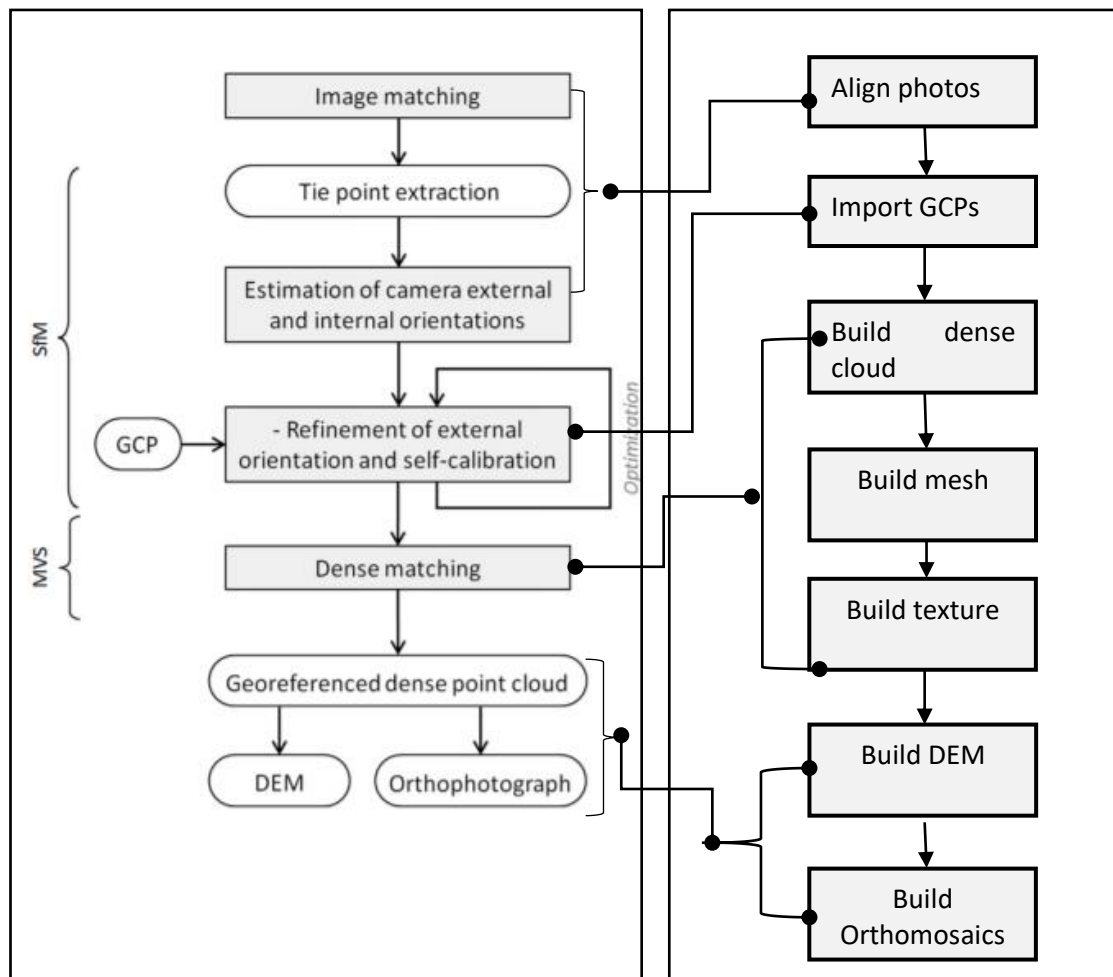 Image matching
Tie point extraction
Estimation of camera external
and internal orientations
SfM
GCP
- Refinement of external
orientation and self-calibration
Optimization
MVS
Dense matching
Georeferenced dense point cloud
DEM
Orthophotograph
Align photos
Import GCPs
Build dense
cloud
Build mesh
Build texture
Build DEM
Build
Orthomosaics